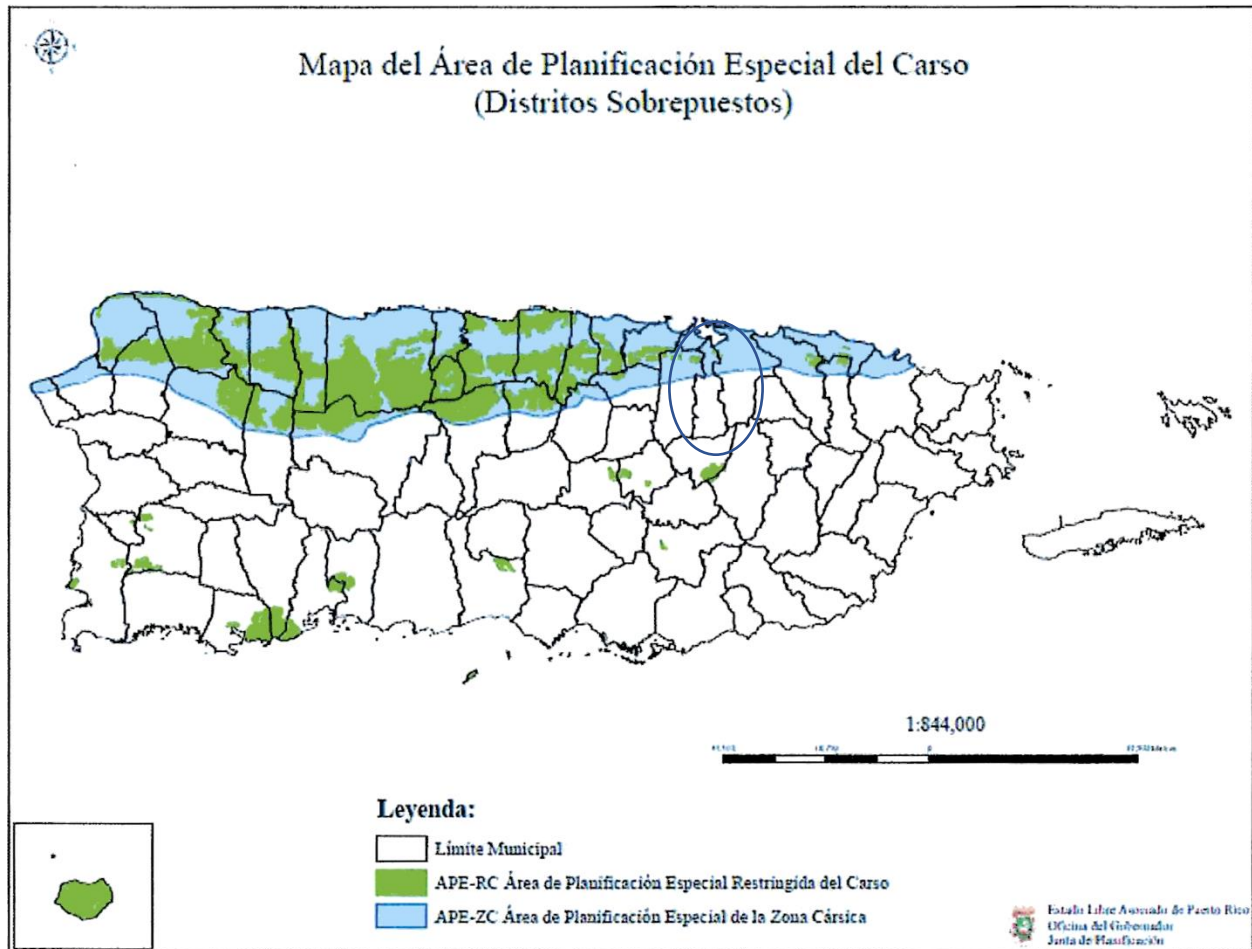 Mapa del Área de Planificación Especial del Carso
(Distritos Sobrepuestos)
1:844,000
0
Leyenda:
Límite Municipal
APE-RC Área de Planificación Especial Restringida del Carso
APE-ZC Área de Planificación Especial de la Zona Cársica
Estado Libre Asociado de Puerto Rico
Oficina del Gobernador
Junta de Planificación